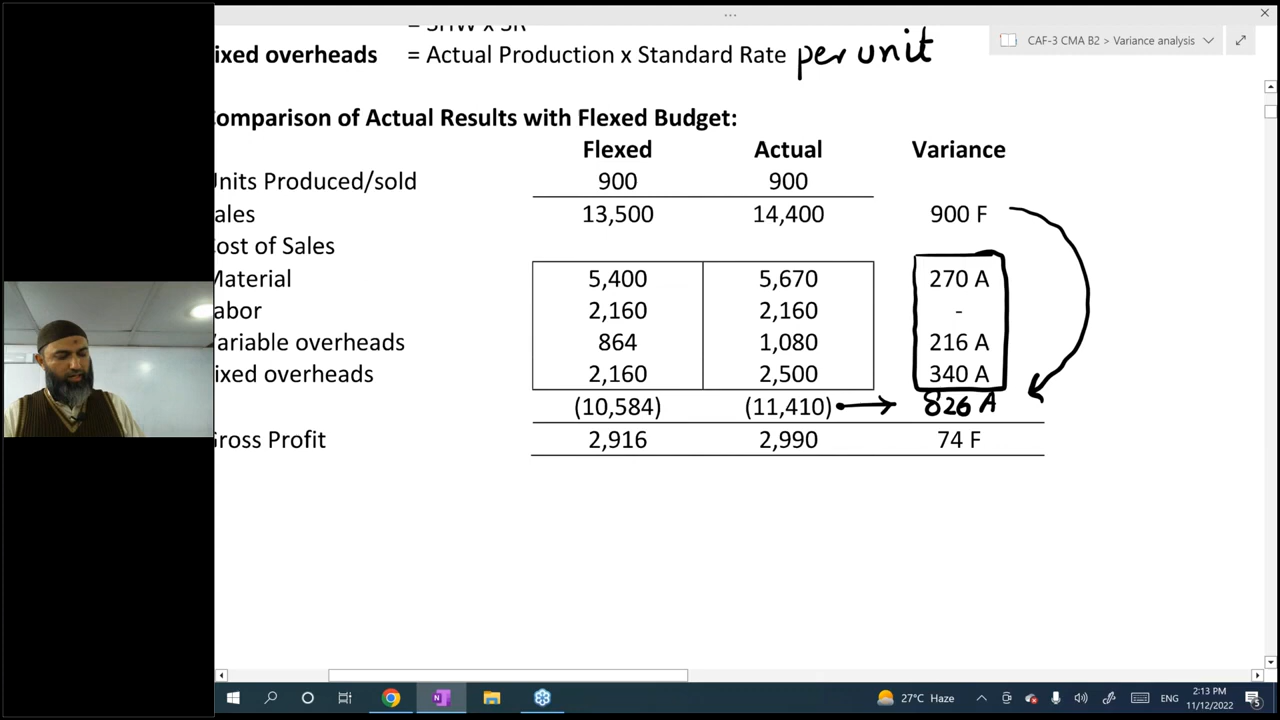 CAF-3 CMA B2 > Variance analysis
= SHW x SR
ixed overheads = Actual Production x Standard Rate per unit
omparison of Actual Results with Flexed Budget:
Flexed Actual Variance
Units Produced/sold 900 900
ales 13,500 14,400 900 F
ost of Sales
Material 5,400 5,670 270 A
abor 2,160 2,160 -
ariable overheads 864 1,080 216 A
ixed overheads 2,160 2,500 340 A
(10,584) (11,410) 826 A
Gross Profit 2,916 2,990 74 F
27°C Haze ENG 2:13 PM
11/12/2022 5